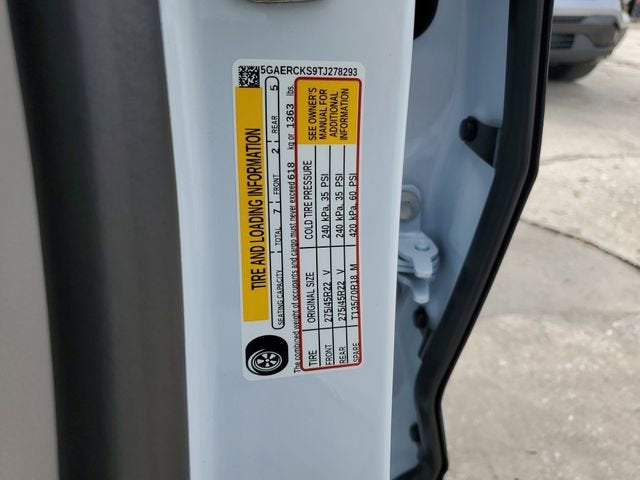 5GAERCKS9TJ278293
TIRE AND LOADING INFORMATION
SEATING CAPACITY TOTAL 7 FRONT 2 REAR 5
The combined weight of occupants and cargo must never exceed 618 kg or 1363 lbs.
TIRE ORIGINAL SIZE COLD TIRE PRESSURE
FRONT 275/45R22 V 240 kPa, 35 PSI
REAR 275/45R22 V 240 kPa, 35 PSI
SPARE T135/70R18 M 420 kPa, 60 PSI
SEE OWNER'S
MANUAL FOR
ADDITIONAL
INFORMATION